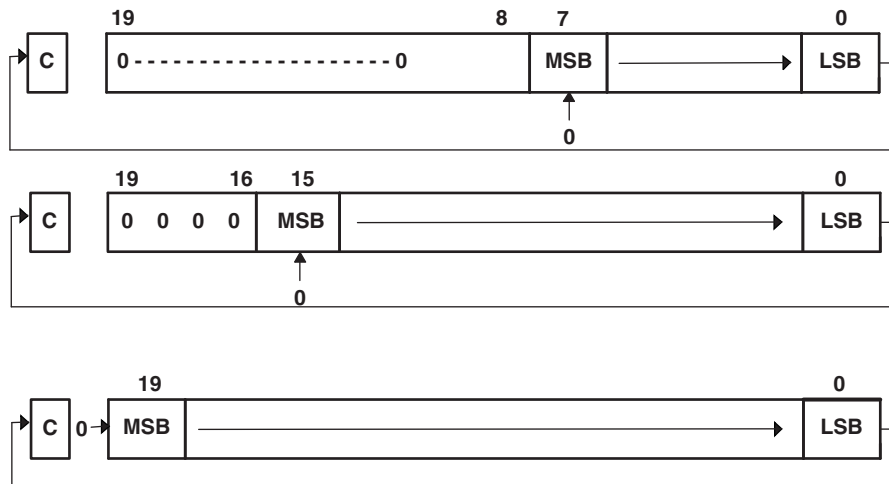 19 8 7 0
C 0 - - - - - - - - - - - - - - - - - - 0 MSB LSB
0
19 16 15 0
C 0 0 0 0 MSB LSB
0
19 0
C 0 MSB LSB